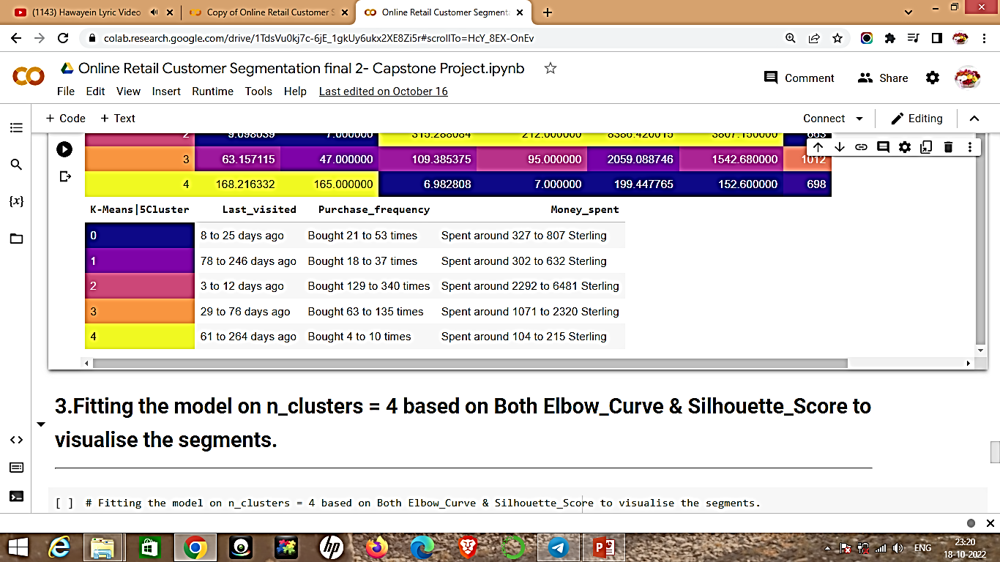 (1143) Hawayein Lyric Video
Copy of Online Retail Customer S
Online Retail Customer Segmenta
colab.research.google.com/drive/1TdsVu0kj7c-6jE_1gkUy6ukx2XE8Zi5r#scrollTo=HcY_8EX-OnEv
Online Retail Customer Segmentation final 2- Capstone Project.ipynb
Comment Share
File Edit View Insert Runtime Tools Help Last edited on October 16
+ Code + Text Connect Editing
2 9.098039 7.000000 315.288084 212.000000 8386.420015 3807.150000 663
3 63.157115 47.000000 109.385375 95.000000 2059.088746 1542.680000 1012
4 168.216332 165.000000 6.982808 7.000000 199.447765 152.600000 698
K-Means|5Cluster Last_visited Purchase_frequency Money_spent
0 8 to 25 days ago Bought 21 to 53 times Spent around 327 to 807 Sterling
1 78 to 246 days ago Bought 18 to 37 times Spent around 302 to 632 Sterling
2 3 to 12 days ago Bought 129 to 340 times Spent around 2292 to 6481 Sterling
3 29 to 76 days ago Bought 63 to 135 times Spent around 1071 to 2320 Sterling
4 61 to 264 days ago Bought 4 to 10 times Spent around 104 to 215 Sterling
3.Fitting the model on n_clusters = 4 based on Both Elbow_Curve & Silhouette_Score to
visualise the segments.
[ ] # Fitting the model on n_clusters = 4 based on Both Elbow_Curve & Silhouette_Score to visualise the segments.
ENG
23:20
18-10-2022